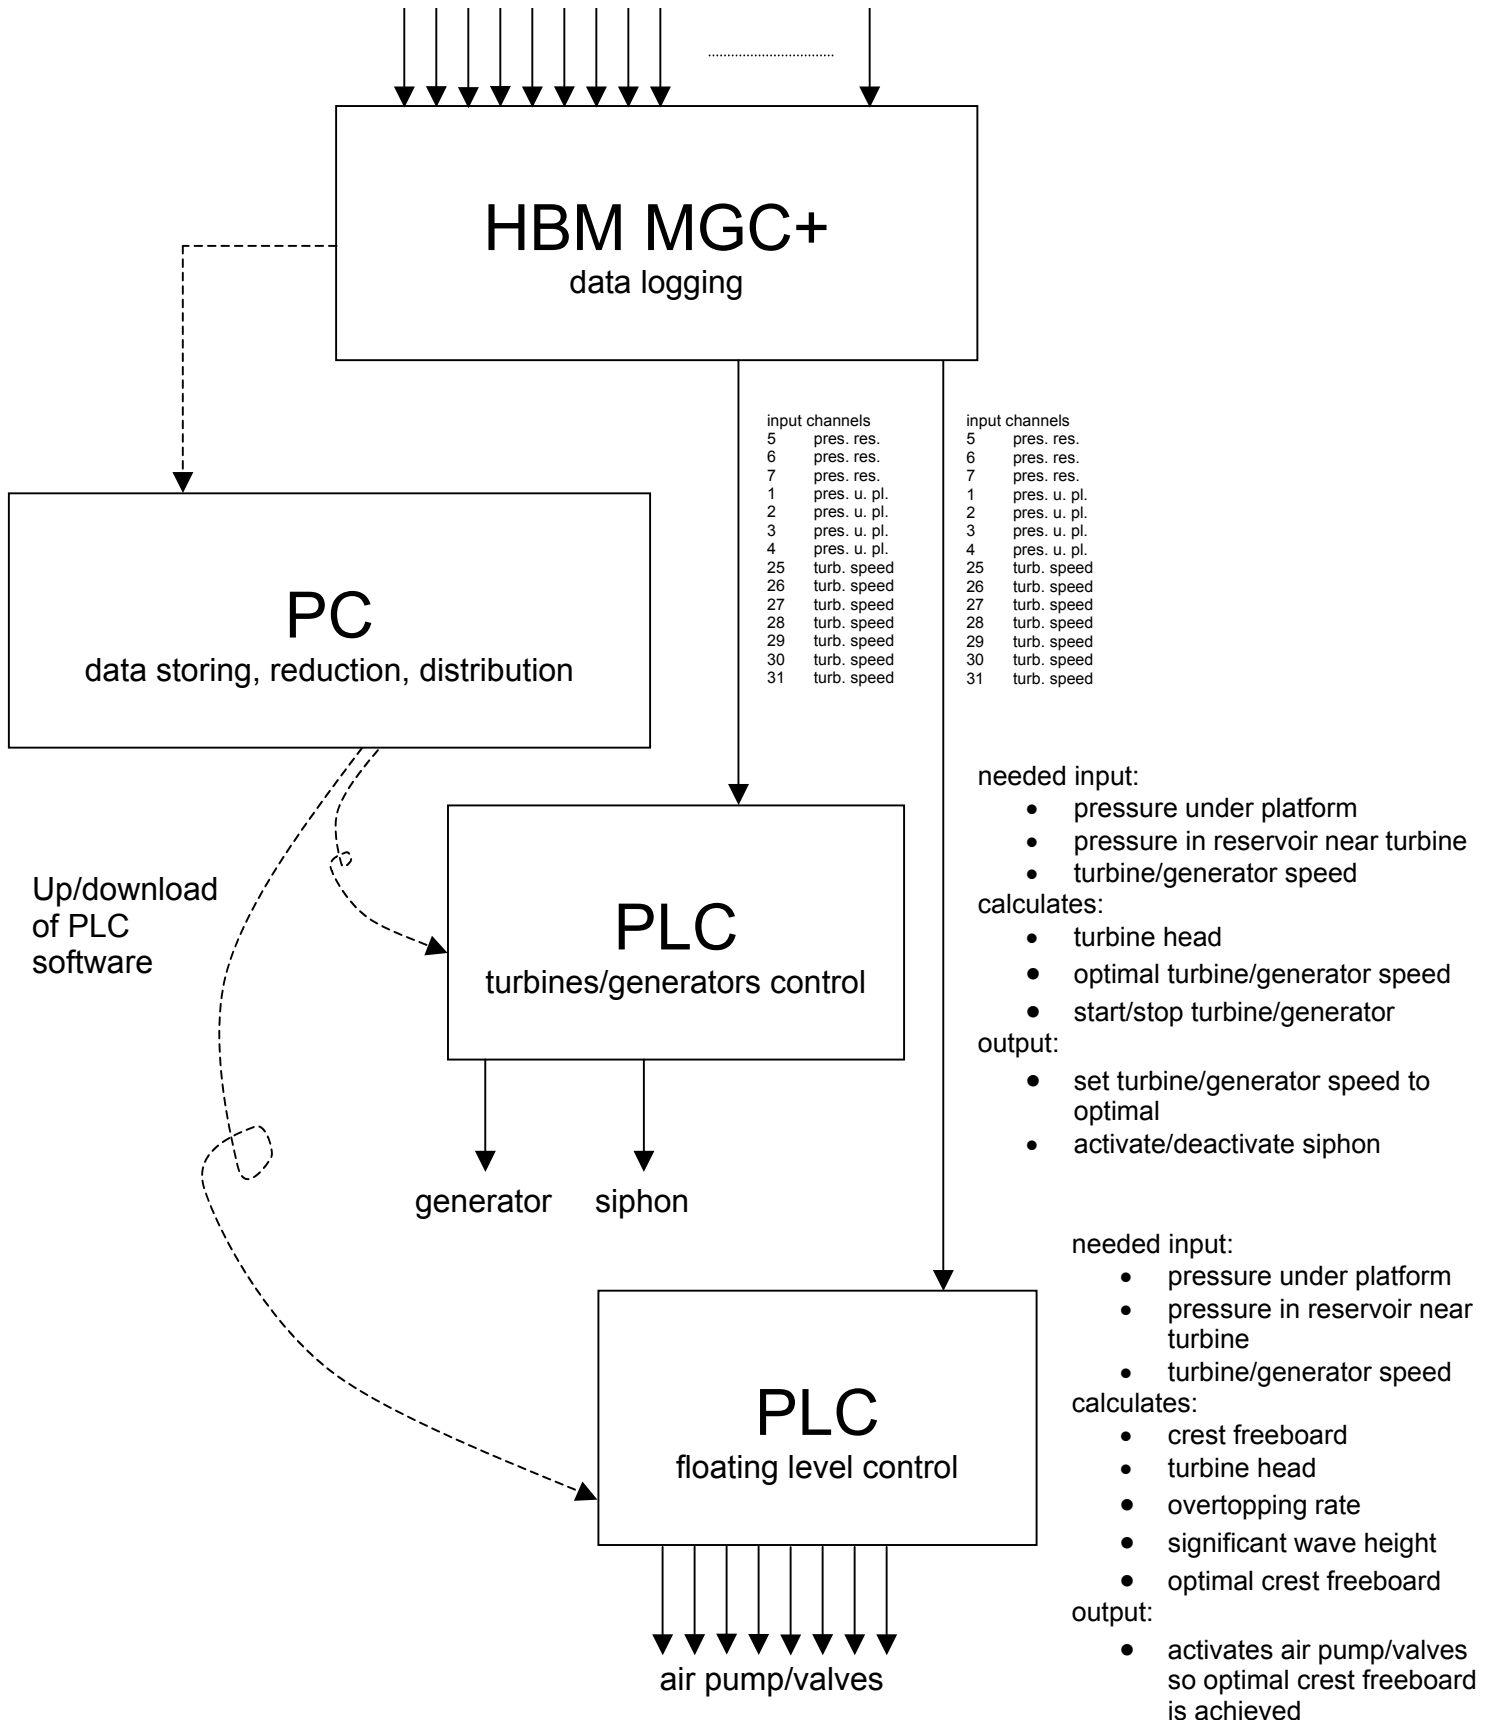 HBM MGC+
data logging
input channels
5 pres. res.
6 pres. res.
7 pres. res.
1 pres. u. pl.
2 pres. u. pl.
3 pres. u. pl.
4 pres. u. pl.
25 turb. speed
26 turb. speed
27 turb. speed
28 turb. speed
29 turb. speed
30 turb. speed
31 turb. speed
input channels
5 pres. res.
6 pres. res.
7 pres. res.
1 pres. u. pl.
2 pres. u. pl.
3 pres. u. pl.
4 pres. u. pl.
25 turb. speed
26 turb. speed
27 turb. speed
28 turb. speed
29 turb. speed
30 turb. speed
31 turb. speed
PC
data storing, reduction, distribution
Up/download
of PLC
software
PLC
turbines/generators control
generator
siphon
needed input:
• pressure under platform
• pressure in reservoir near turbine
• turbine/generator speed
calculates:
• turbine head
• optimal turbine/generator speed
• start/stop turbine/generator
output:
• set turbine/generator speed to
optimal
• activate/deactivate siphon
PLC
floating level control
air pump/valves
needed input:
• pressure under platform
• pressure in reservoir near
turbine
• turbine/generator speed
calculates:
• crest freeboard
• turbine head
• overtopping rate
• significant wave height
• optimal crest freeboard
output:
• activates air pump/valves
so optimal crest freeboard
is achieved